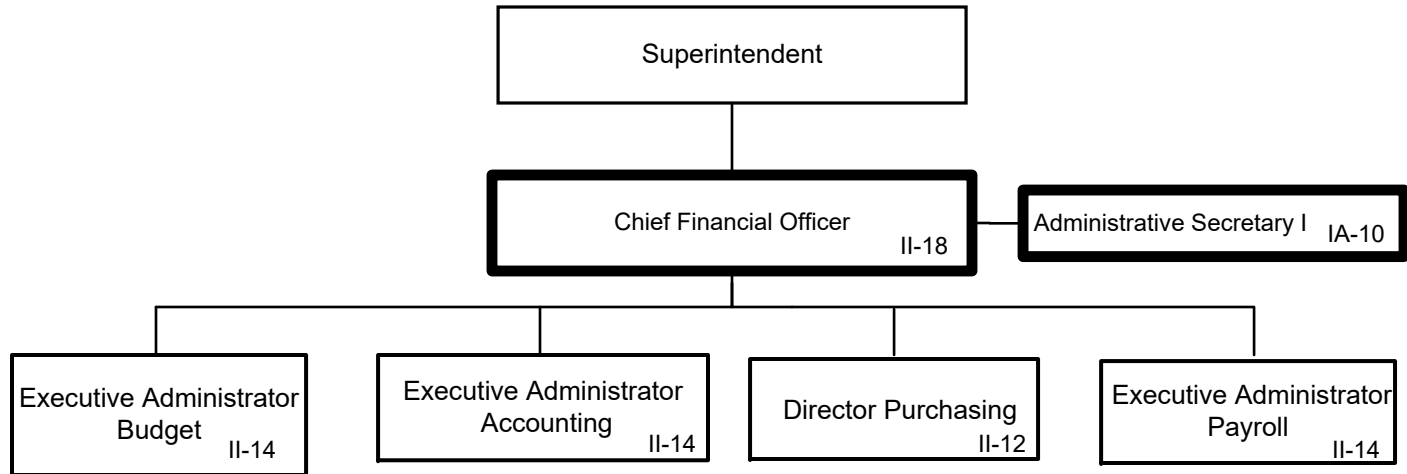 Superintendent
Chief Financial Officer
II-18
Administrative Secretary I
IA-10
Executive Administrator
Budget
II-14
Executive Administrator
Accounting
II-14
Director Purchasing
II-12
Executive Administrator
Payroll
II-14